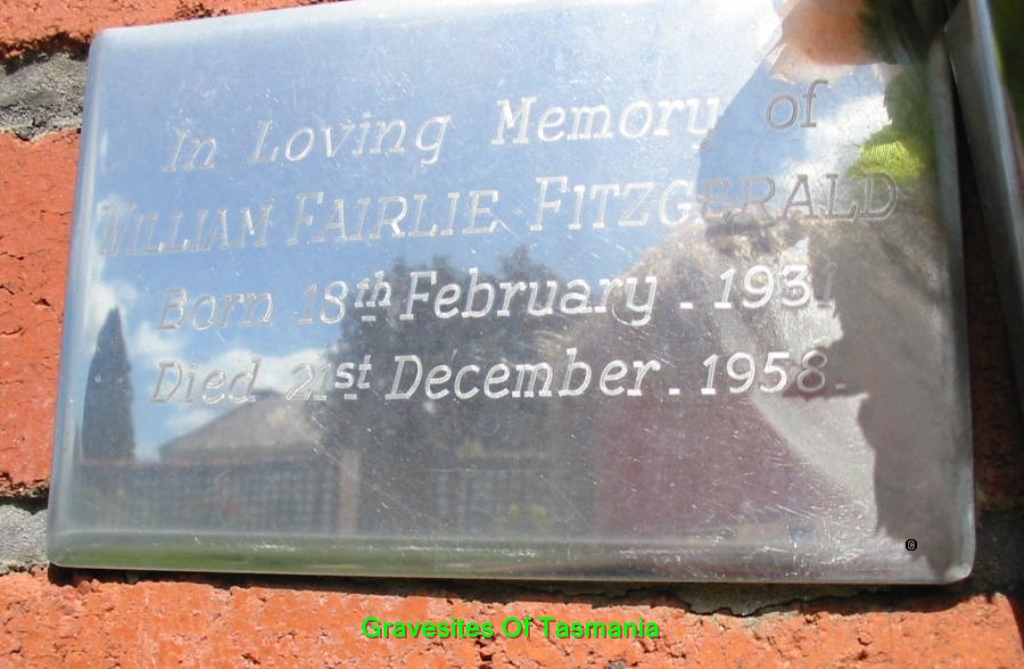 In Loving Memory of
WILLIAM FAIRLIE FITZGERALD
Born 18th February - 1931
Died 21st December - 1958-
©
Gravesites Of Tasmania